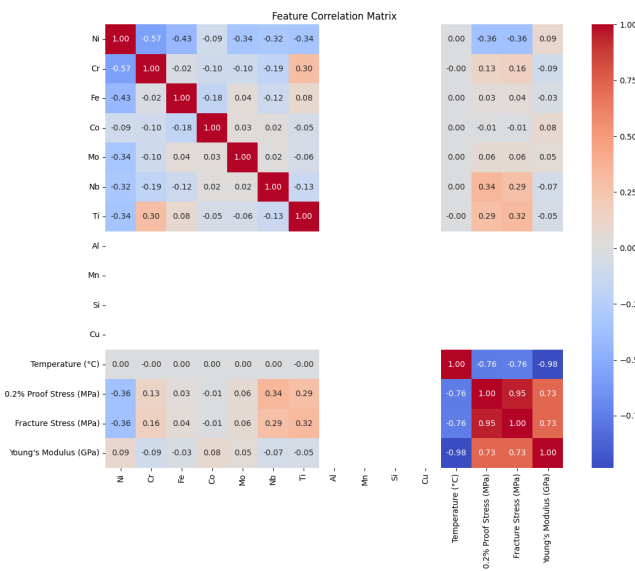 Feature Correlation Matrix
Ni 1.00 -0.57 -0.43 -0.09 -0.34 -0.32 -0.34 0.00 -0.36 -0.36 0.09
Cr -0.57 1.00 -0.02 -0.10 -0.10 -0.19 0.30 -0.00 0.13 0.16 -0.09
Fe -0.43 -0.02 1.00 -0.18 0.04 -0.12 0.08 0.00 0.03 0.04 -0.03
Co -0.09 -0.10 -0.18 1.00 0.03 0.02 -0.05 0.00 -0.01 -0.01 0.08
Mo -0.34 -0.10 0.04 0.03 1.00 0.02 -0.06 0.00 0.06 0.06 0.05
Nb -0.32 -0.19 -0.12 0.02 0.02 1.00 -0.13 0.00 0.34 0.29 -0.07
Ti -0.34 0.30 0.08 -0.05 -0.06 -0.13 1.00 -0.00 0.29 0.32 -0.05
Al
Mn
Si
Cu
Temperature (°C) 0.00 -0.00 0.00 0.00 0.00 0.00 -0.00 1.00 -0.76 -0.76 -0.98
0.2% Proof Stress (MPa) -0.36 0.13 0.03 -0.01 0.06 0.34 0.29 -0.76 1.00 0.95 0.73
Fracture Stress (MPa) -0.36 0.16 0.04 -0.01 0.06 0.29 0.32 -0.76 0.95 1.00 0.73
Young's Modulus (GPa) 0.09 -0.09 -0.03 0.08 0.05 -0.07 -0.05 -0.98 0.73 0.73 1.00
Ni
Cr
Fe
Co
Mo
Nb
Ti
Al
Mn
Si
Cu
Temperature (°C)
0.2% Proof Stress (MPa)
Fracture Stress (MPa)
Young's Modulus (GPa)
0.50
0.25